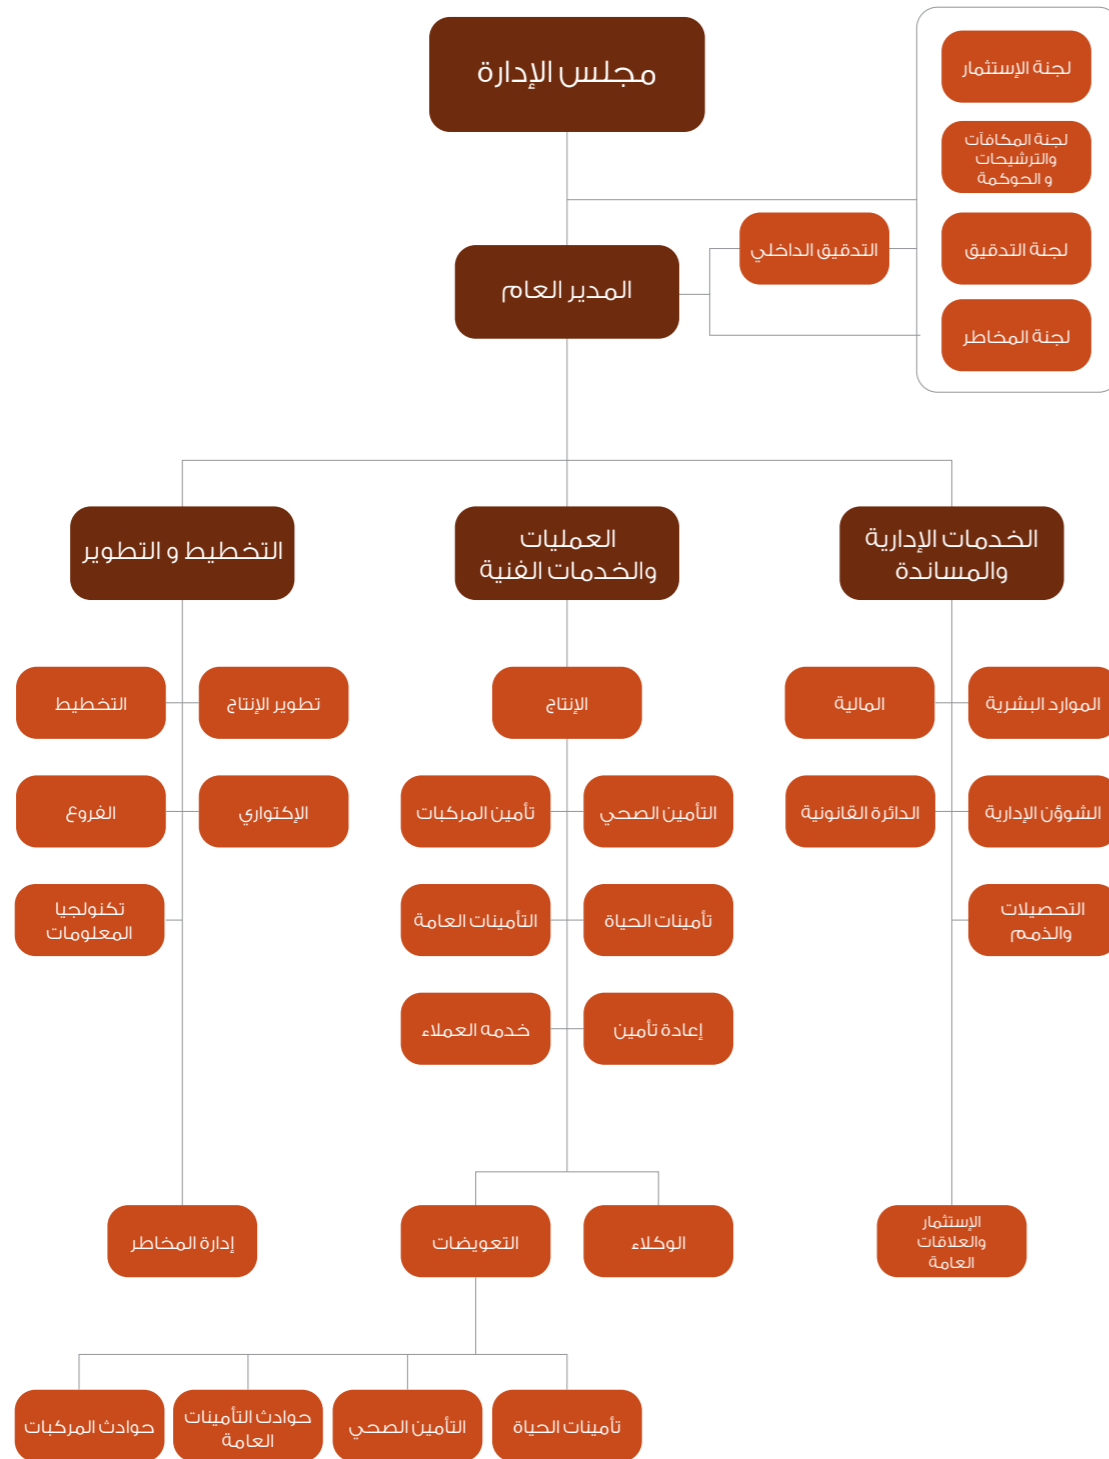 مجلس الإدارة
لجنة الإستثمار
لجنة المكافآت
والترشيحات
و الحوكمة
التدقيق الداخلي
لجنة التدقيق
المدير العام
لجنة المخاطر
الخدمات الإدارية
والمساندة
العمليات
والخدمات الفنية
التخطيط و التطوير
الموارد البشرية
المالية
الإنتاج
تطوير الإنتاج
التخطيط
الشوؤن الإدارية
الدائرة القانونية
التأمين الصحي
تأمين المركبات
الإكتواري
الفروع
التحصيلات
والذمم
تأمينات الحياة
التأمينات العامة
تكنولجيا
المعلومات
إعادة تأمين
خدمه العملاء
الإستثمار
والعلاقات
العامة
الوكلاء
التعويضات
إدارة المخاطر
تأمينات الحياة
التأمين الصحي
حوادث التأمينات
العامة
حوادث المركبات